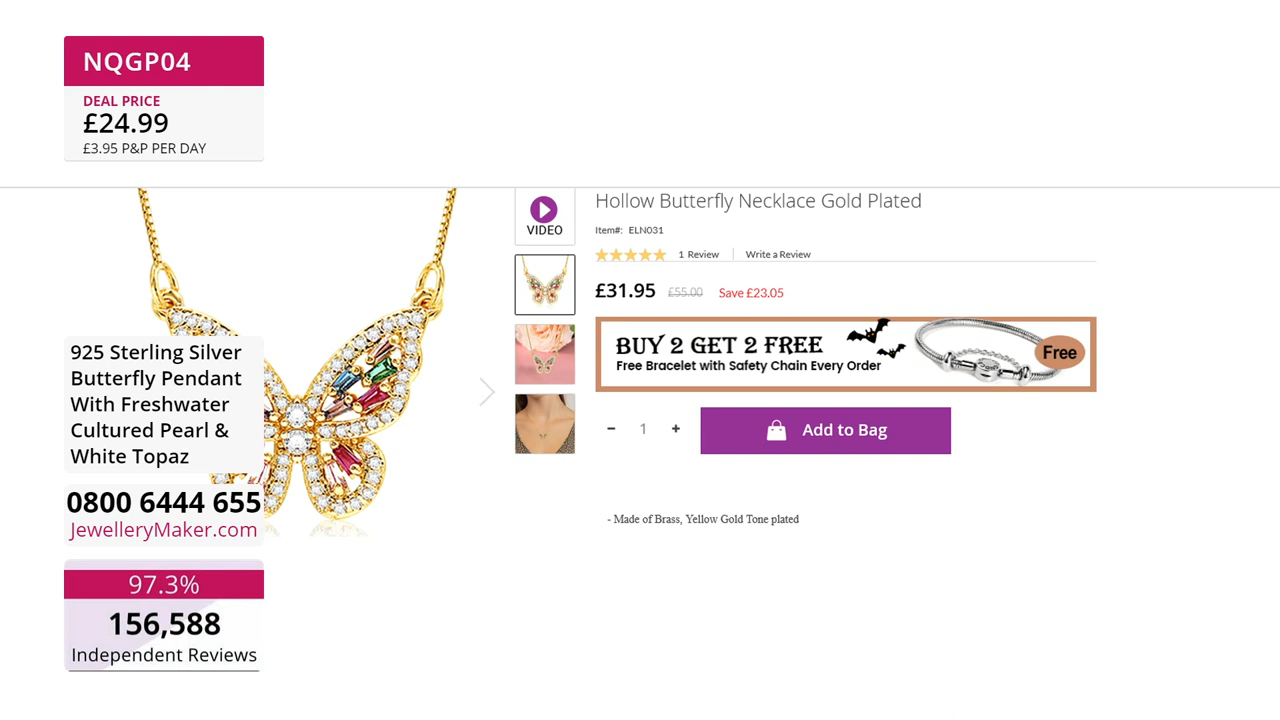 NQGP04
DEAL PRICE
£24.99
£3.95 P&P PER DAY
925 Sterling Silver
Butterfly Pendant
With Freshwater
Cultured Pearl &
White Topaz
0800 6444 655
JewelleryMaker.com
97.3%
156,588
Independent Reviews
VIDEO
Hollow Butterfly Necklace Gold Plated
Item#: ELN031
1 Review Write a Review
£31.95 £55.00 Save £23.05
BUY 2 GET 2 FREE
Free Bracelet with Safety Chain Every Order
Free
- 1 +
Add to Bag
- Made of Brass, Yellow Gold Tone plated